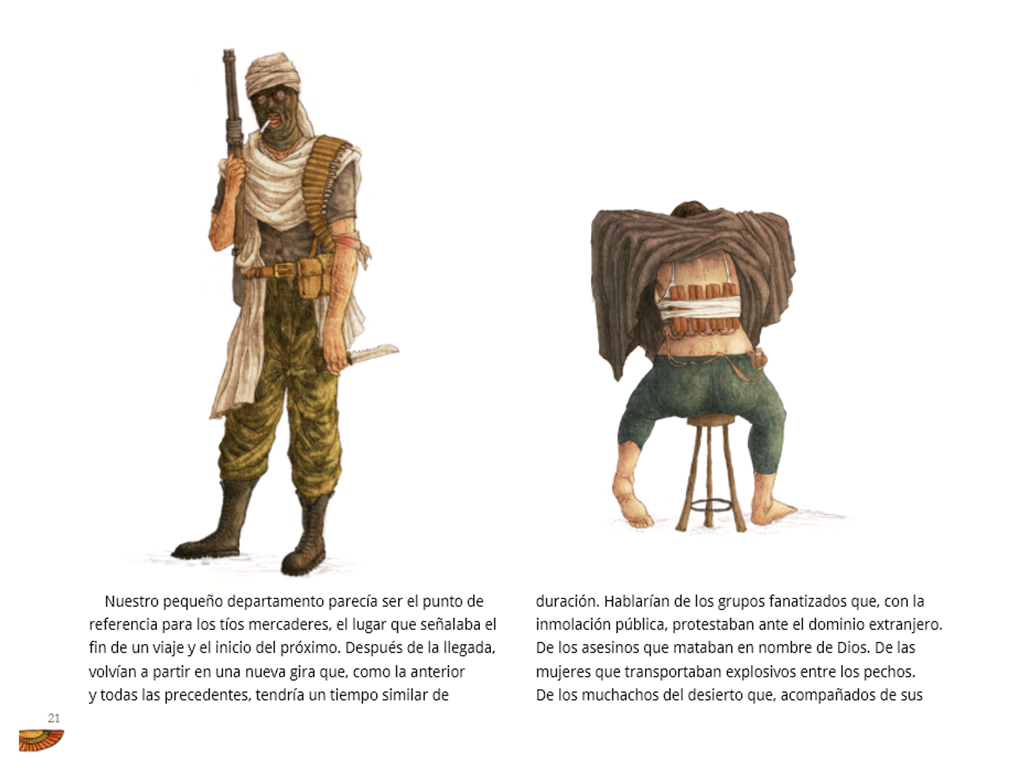 Nuestro pequeño departamento parecía ser el punto de
referencia para los tíos mercaderes, el lugar que señalaba el
fin de un viaje y el inicio del próximo. Después de la llegada,
volvían a partir en una nueva gira que, como la anterior
y todas las precedentes, tendría un tiempo similar de
duración. Hablarían de los grupos fanatizados que, con la
inmolación pública, protestaban ante el dominio extranjero.
De los asesinos que mataban en nombre de Dios. De las
mujeres que transportaban explosivos entre los pechos.
De los muchachos del desierto que, acompañados de sus
21